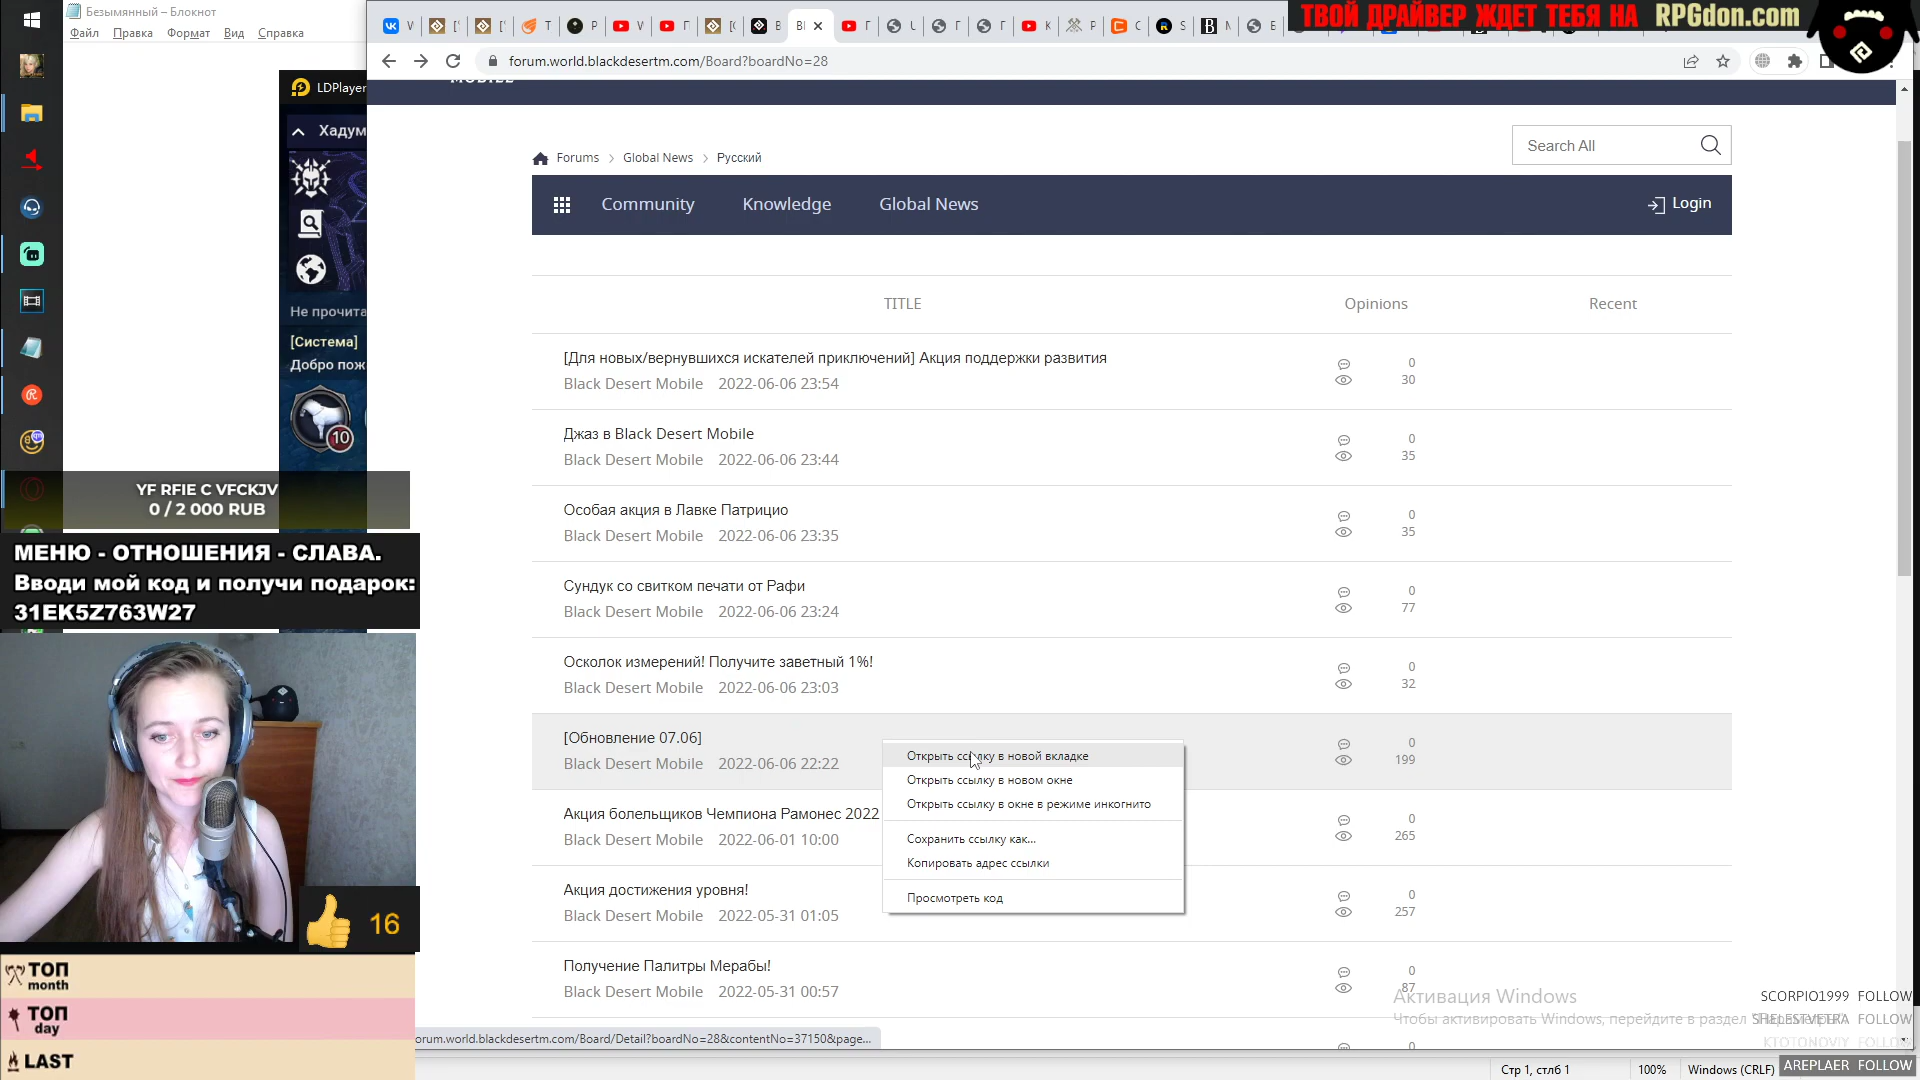 Безымянный – Блокнот
Файл Правка Формат Вид Справка
ТВОЙ ДРАЙВЕР ЖДЕТ ТЕБЯ НА RPGdon.com
LDPlayer
forum.world.blackdesertm.com/Board?boardNo=28
Forums > Global News > Русский
Search All
Community Knowledge Global News
Login
TITLE Opinions Recent
[Для новых/вернувшихся искателей приключений] Акция поддержки развития
0
Black Desert Mobile 2022-06-06 23:54
30
Джаз в Black Desert Mobile
0
Black Desert Mobile 2022-06-06 23:44
35
Особая акция в Лавке Патрицио
0
Black Desert Mobile 2022-06-06 23:35
35
Сундук со свитком печати от Рафи
0
Black Desert Mobile 2022-06-06 23:24
77
Осколок измерений! Получите заветный 1%!
0
Black Desert Mobile 2022-06-06 23:03
32
[Обновление 07.06]
0
Black Desert Mobile 2022-06-06 22:22
199
Акция болельщиков Чемпиона Рамонес 2022
0
Black Desert Mobile 2022-06-01 10:00
265
Акция достижения уровня!
0
Black Desert Mobile 2022-05-31 01:05
257
Получение Палитры Мерабы!
0
Black Desert Mobile 2022-05-31 00:57
87
0
Открыть ссылку в новой вкладке
Открыть ссылку в новом окне
Открыть ссылку в окне в режиме инкогнито
Сохранить ссылку как...
Копировать адрес ссылки
Просмотреть код
Хадум
Не прочита
[Система]
Добро пож
10
YF RFIE C VFCKJV
0 / 2 000 RUB
МЕНЮ - ОТНОШЕНИЯ - СЛАВА.
Вводи мой код и получи подарок:
31EK5Z763W27
16
ТОП
month
ТОП
day
LAST
orum.world.blackdesertm.com/Board/Detail?boardNo=28&contentNo=37150&page...
Активация Windows
Чтобы активировать Windows, перейдите в раздел
SCORPIO1999 FOLLOW
SHELESTVETRA FOLLOW
KTOTONOVIY FOLLOW
AREPLAER FOLLOW
Стр 1, стлб 1 100% Windows (CRLF)